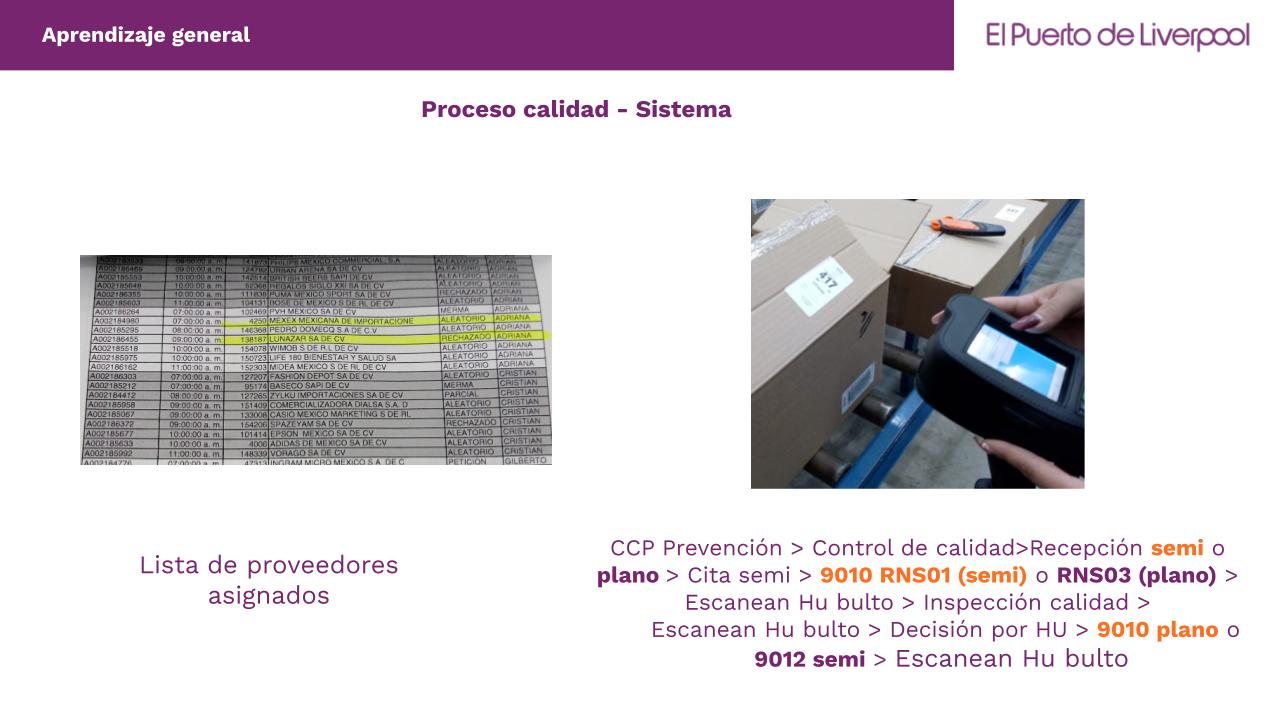 Aprendizaje general
El Puerto de Liverpool
Proceso calidad - Sistema
PHILIPS MEXICO COMMERCIAL, S.A
124792 URBAN ARENA SA DE CV ALEATORIO ADRIAN
A002185553 10:00:00 a. m. 142514 BRITISH BEERS SAPI DE CV ALEATORIO ADRIAN
A002185648 10:00:00 a. m. 52368 REGALOS SIGLO XXI SA DE CV ALEATORIO ADRIAN
A002186355 10:00:00 a. m. 111838 PUMA MEXICO SPORT SA DE CV RECHAZADO ADRIAN
A002185603 11:00:00 a. m. 104131 BOSE DE MEXICO S DE RL DE CV ALEATORIO ADRIAN
A002186264 07:00:00 a. m. 102469 PVH MEXICO SA DE CV MERMA ADRIANA
A002184980 07:00:00 a. m. 4250 MEXEX MEXICANA DE IMPORTACIONE ALEATORIO ADRIANA
A002185295 08:00:00 a. m. 146368 PEDRO DOMECQ S.A DE C.V ALEATORIO ADRIANA
A002186455 09:00:00 a. m. 138187 LUNAZAR SA DE CV RECHAZADO ADRIANA
A002185518 10:00:00 a. m. 154078 WIMOB S DE R.L DE CV ALEATORIO ADRIANA
A002185975 10:00:00 a. m. 150723 LIFE 180 BIENESTAR Y SALUD SA ALEATORIO ADRIANA
A002186162 11:00:00 a. m. 152303 MIDEA MEXICO S DE RL DE CV ALEATORIO ADRIANA
A002186303 07:00:00 a. m. 127207 FASHION DEPOT SA DE CV ALEATORIO CRISTIAN
A002185212 07:00:00 a. m. 95174 BASECO SAPI DE CV MERMA CRISTIAN
A002184412 08:00:00 a. m. 127265 ZYLKU IMPORTACIONES SA DE CV PARCIAL CRISTIAN
A002185958 09:00:00 a. m. 151409 COMERCIALIZADORA DIALSA S.A. D ALEATORIO CRISTIAN
A002185067 09:00:00 a. m. 133008 CASIO MEXICO MARKETING S DE RL ALEATORIO CRISTIAN
A002186372 09:00:00 a. m. 154206 SPAZEYAM SA DE CV RECHAZADO CRISTIAN
A002185677 10:00:00 a. m. 101414 EPSON MEXICO SA DE CV ALEATORIO CRISTIAN
A002185633 10:00:00 a. m. 4006 ADIDAS DE MEXICO SA DE CV ALEATORIO CRISTIAN
A002185992 11:00:00 a. m. 148339 VORAGO SA DE CV ALEATORIO CRISTIAN
A002184776 07:00:00 a. m. 47313 INGRAM MICRO MEXICO S.A. DE C PETICION GILBERTO
417
417
Lista de proveedores
asignados
CCP Prevención > Control de calidad>Recepción semi o
plano > Cita semi > 9010 RNS01 (semi) o RNS03 (plano) >
Escanean Hu bulto > Inspección calidad >
Escanean Hu bulto > Decisión por HU > 9010 plano o
9012 semi > Escanean Hu bulto